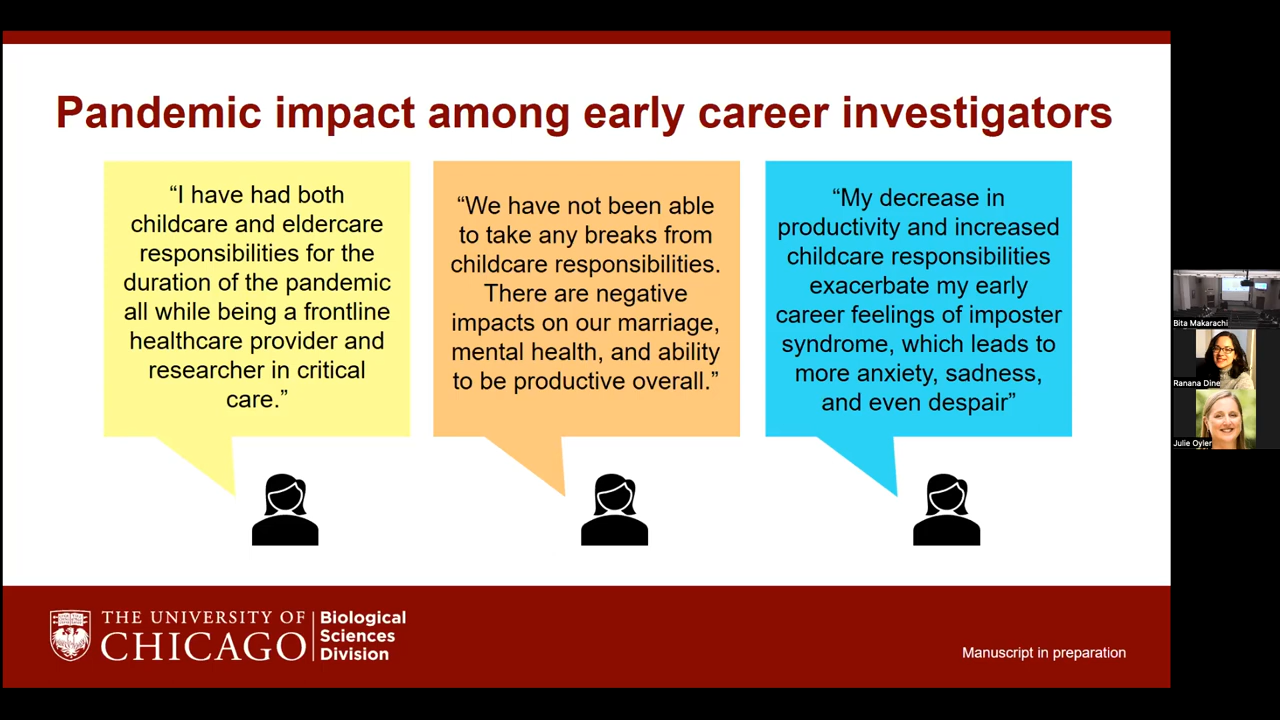 Pandemic impact among early career investigators
“I have had both
childcare and eldercare
responsibilities for the
duration of the pandemic
all while being a frontline
healthcare provider and
researcher in critical
care.”
“We have not been able
to take any breaks from
childcare responsibilities.
There are negative
impacts on our marriage,
mental health, and ability
to be productive overall.”
“My decrease in
productivity and increased
childcare responsibilities
exacerbate my early
career feelings of imposter
syndrome, which leads to
more anxiety, sadness,
and even despair”
Bita Makarachi
Ranana Dine
Julie Oyler
THE UNIVERSITY OF
CHICAGO
Biological
Sciences
Division
Manuscript in preparation